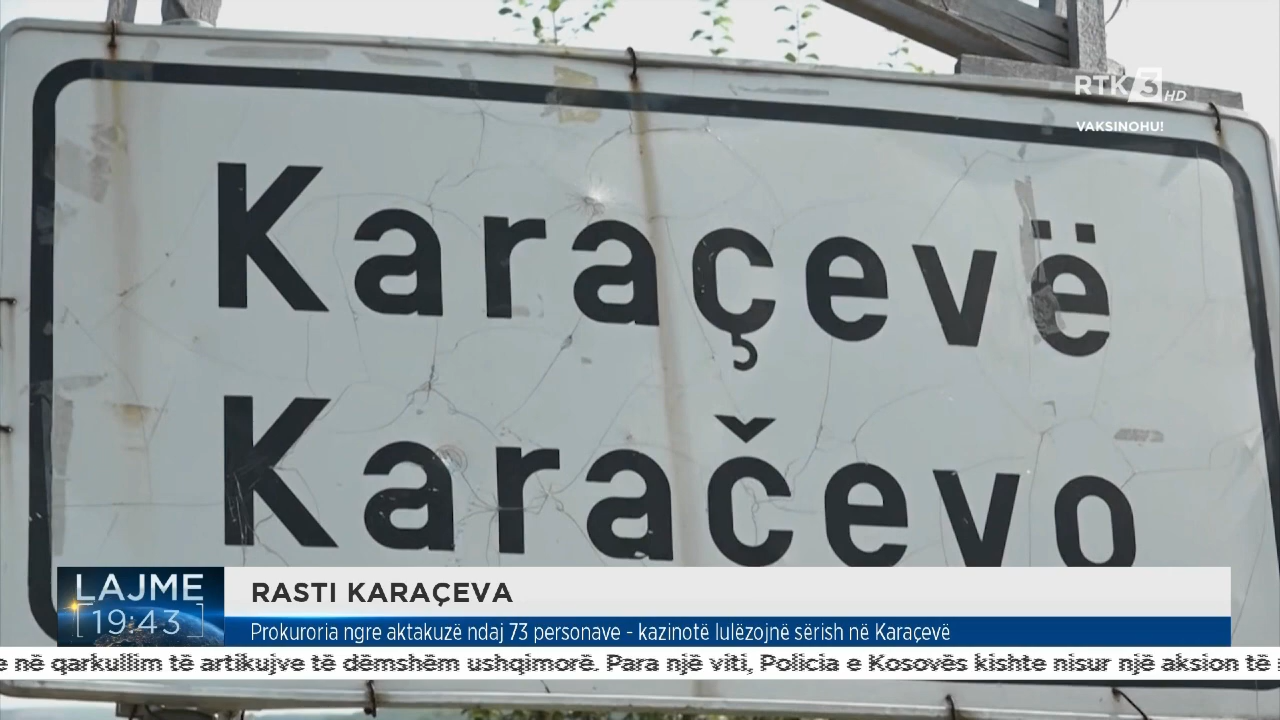 RTK 3 HD
VAKSINOHU!
Karaçevë
Karačevo
LAJME
19:43
RASTI KARAÇEVA
Prokuroria ngre aktakuzë ndaj 73 personave - kazinotë lulëzojnë sërish në Karaçevë
e në qarkullim të artikujve të dëmshëm ushqimorë. Para një viti, Policia e Kosovës kishte nisur një aksion të